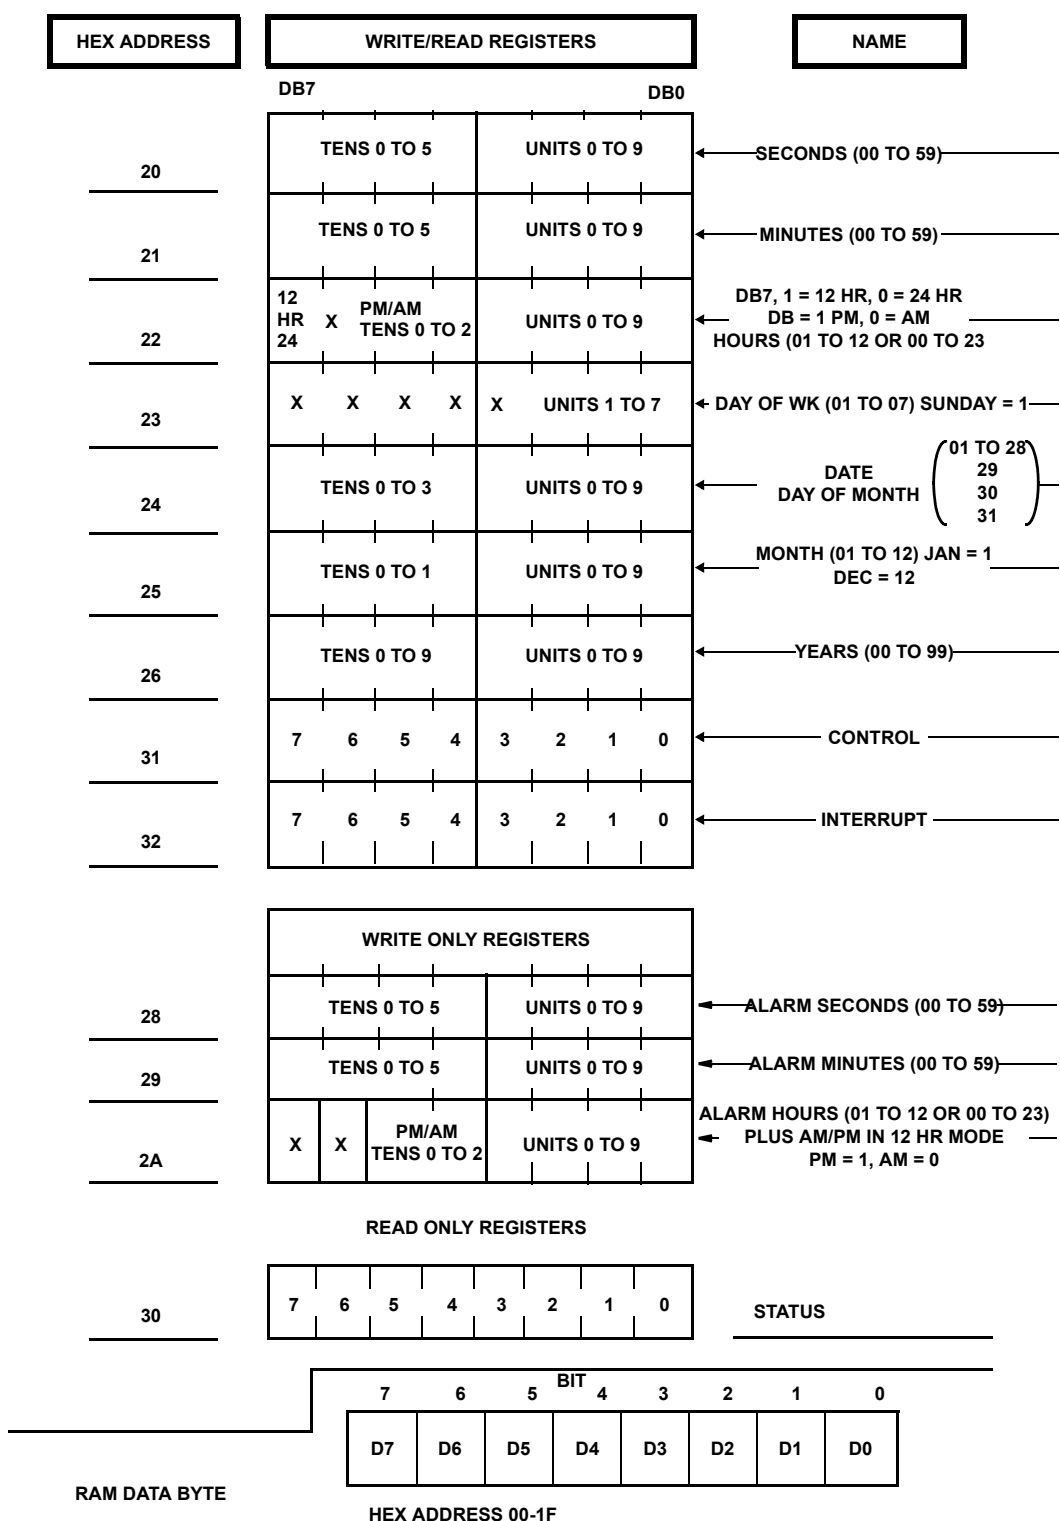 HEX ADDRESS WRITE/READ REGISTERS NAME
DB7 DB0
20 TENS 0 TO 5 UNITS 0 TO 9 SECONDS (00 TO 59)
21 TENS 0 TO 5 UNITS 0 TO 9 MINUTES (00 TO 59)
22
12
HR
24
X
PM/AM
TENS 0 TO 2
UNITS 0 TO 9
DB7, 1 = 12 HR, 0 = 24 HR
DB = 1 PM, 0 = AM
HOURS (01 TO 12 OR 00 TO 23
23 X X X X X UNITS 1 TO 7 DAY OF WK (01 TO 07) SUNDAY = 1
24 TENS 0 TO 3 UNITS 0 TO 9
DATE
DAY OF MONTH
01 TO 28
29
30
31
25 TENS 0 TO 1 UNITS 0 TO 9
MONTH (01 TO 12) JAN = 1
DEC = 12
26 TENS 0 TO 9 UNITS 0 TO 9 YEARS (00 TO 99)
31 7 6 5 4 3 2 1 0 CONTROL
32 7 6 5 4 3 2 1 0 INTERRUPT
WRITE ONLY REGISTERS
28 TENS 0 TO 5 UNITS 0 TO 9 ALARM SECONDS (00 TO 59)
29 TENS 0 TO 5 UNITS 0 TO 9 ALARM MINUTES (00 TO 59)
2A X X
PM/AM
TENS 0 TO 2
UNITS 0 TO 9
ALARM HOURS (01 TO 12 OR 00 TO 23)
PLUS AM/PM IN 12 HR MODE
PM = 1, AM = 0
READ ONLY REGISTERS
30 7 6 5 4 3 2 1 0 STATUS
BIT
7 6 5 4 3 2 1 0
D7 D6 D5 D4 D3 D2 D1 D0
RAM DATA BYTE
HEX ADDRESS 00-1F